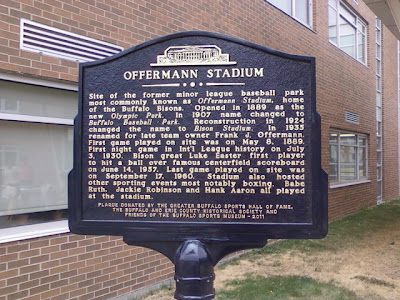 OFFERMANN STADIUM
Site of the former minor league baseball park
most commonly known as Offermann Stadium, home
of the Buffalo Bisons. Opened in 1889 as the
new Olympic Park. In 1907 name changed to
Buffalo Baseball Park. Reconstruction in 1924
changed the name to Bison Stadium. In 1935
renamed for late team owner Frank J. Offermann.
First game played on site was on May 8, 1889.
First night game in Int'l League history on July
3, 1930. Bison great Luke Easter first player
to hit a ball over famous centerfield scoreboard
on June 14, 1957. Last game played on site was
on September 17, 1960. Stadium also hosted
other sporting events most notably boxing. Babe
Ruth, Jackie Robinson and Hank Aaron all played
at the stadium.
PLAQUE DONATED BY THE GREATER BUFFALO SPORTS HALL OF FAME,
THE BUFFALO AND ERIE COUNTY HISTORICAL SOCIETY AND
FRIENDS OF THE BUFFALO SPORTS MUSEUM - 2011